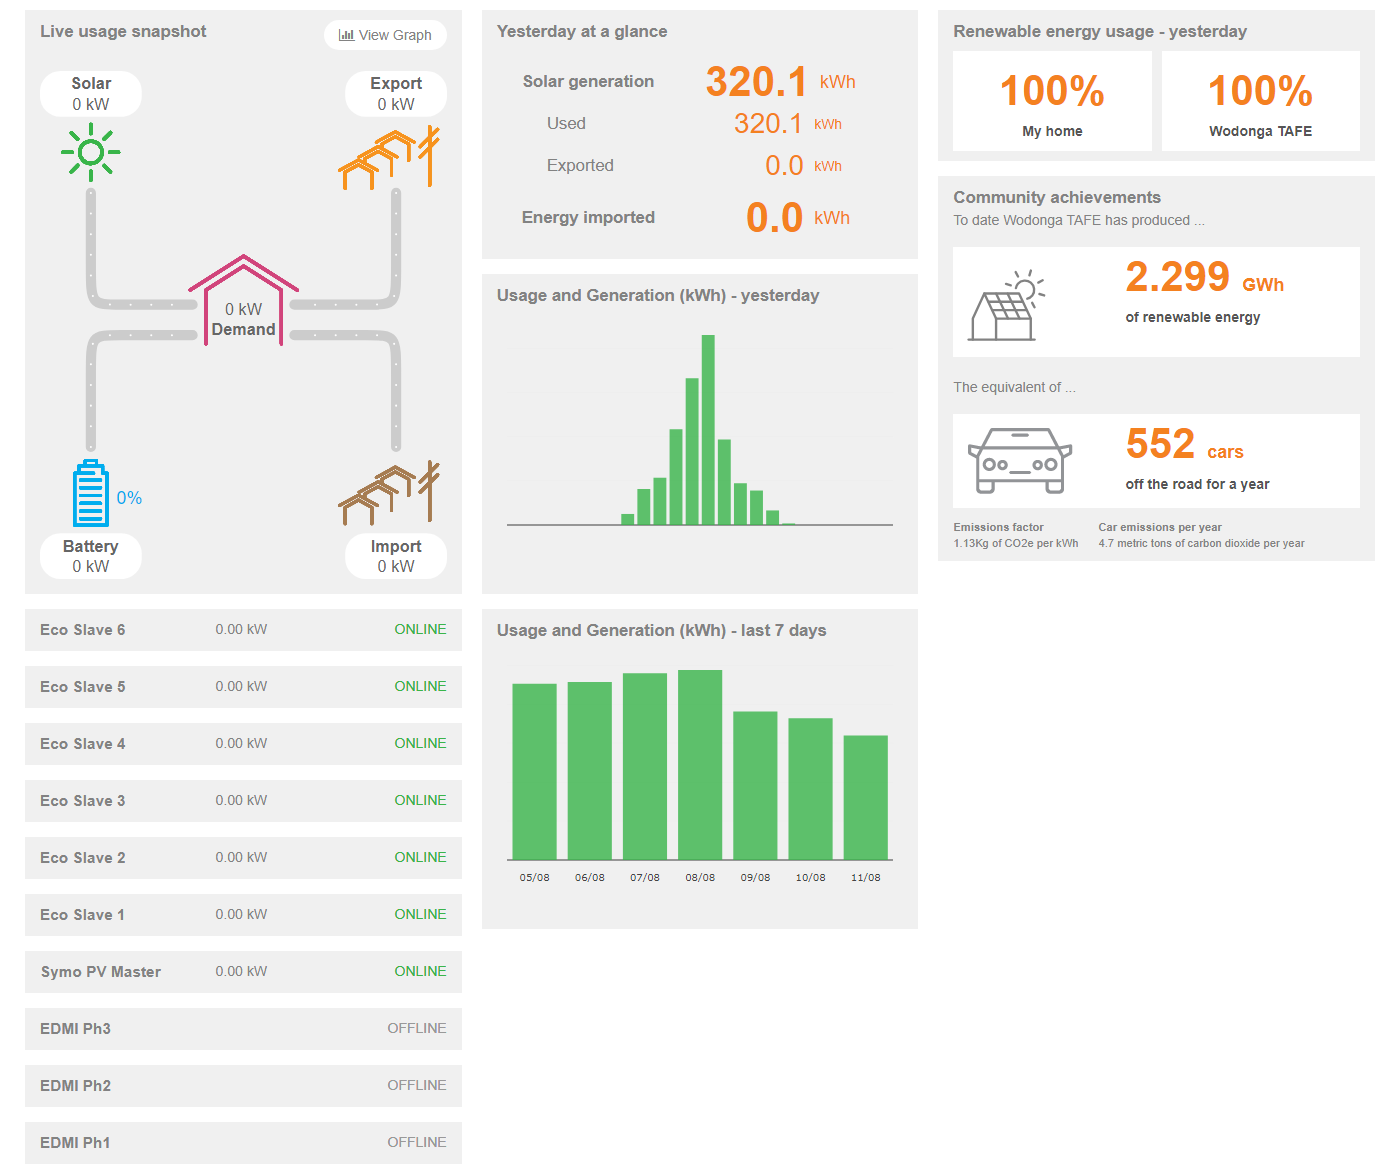 Live usage snapshot
View Graph
Solar
0 kW
Export
0 kW
0 kW
Demand
0%
Battery
0 kW
Import
0 kW
Eco Slave 6 0.00 kW ONLINE
Eco Slave 5 0.00 kW ONLINE
Eco Slave 4 0.00 kW ONLINE
Eco Slave 3 0.00 kW ONLINE
Eco Slave 2 0.00 kW ONLINE
Eco Slave 1 0.00 kW ONLINE
Symo PV Master 0.00 kW ONLINE
EDMI Ph3 OFFLINE
EDMI Ph2 OFFLINE
EDMI Ph1 OFFLINE
Yesterday at a glance
Solar generation 320.1 kWh
Used 320.1 kWh
Exported 0.0 kWh
Energy imported 0.0 kWh
Usage and Generation (kWh) - yesterday
Usage and Generation (kWh) - last 7 days
05/08 06/08 07/08 08/08 09/08 10/08 11/08
Renewable energy usage - yesterday
100%
My home
100%
Wodonga TAFE
Community achievements
To date Wodonga TAFE has produced ...
2.299 GWh
of renewable energy
The equivalent of ...
552 cars
off the road for a year
Emissions factor
1.13Kg of CO2e per kWh
Car emissions per year
4.7 metric tons of carbon dioxide per year